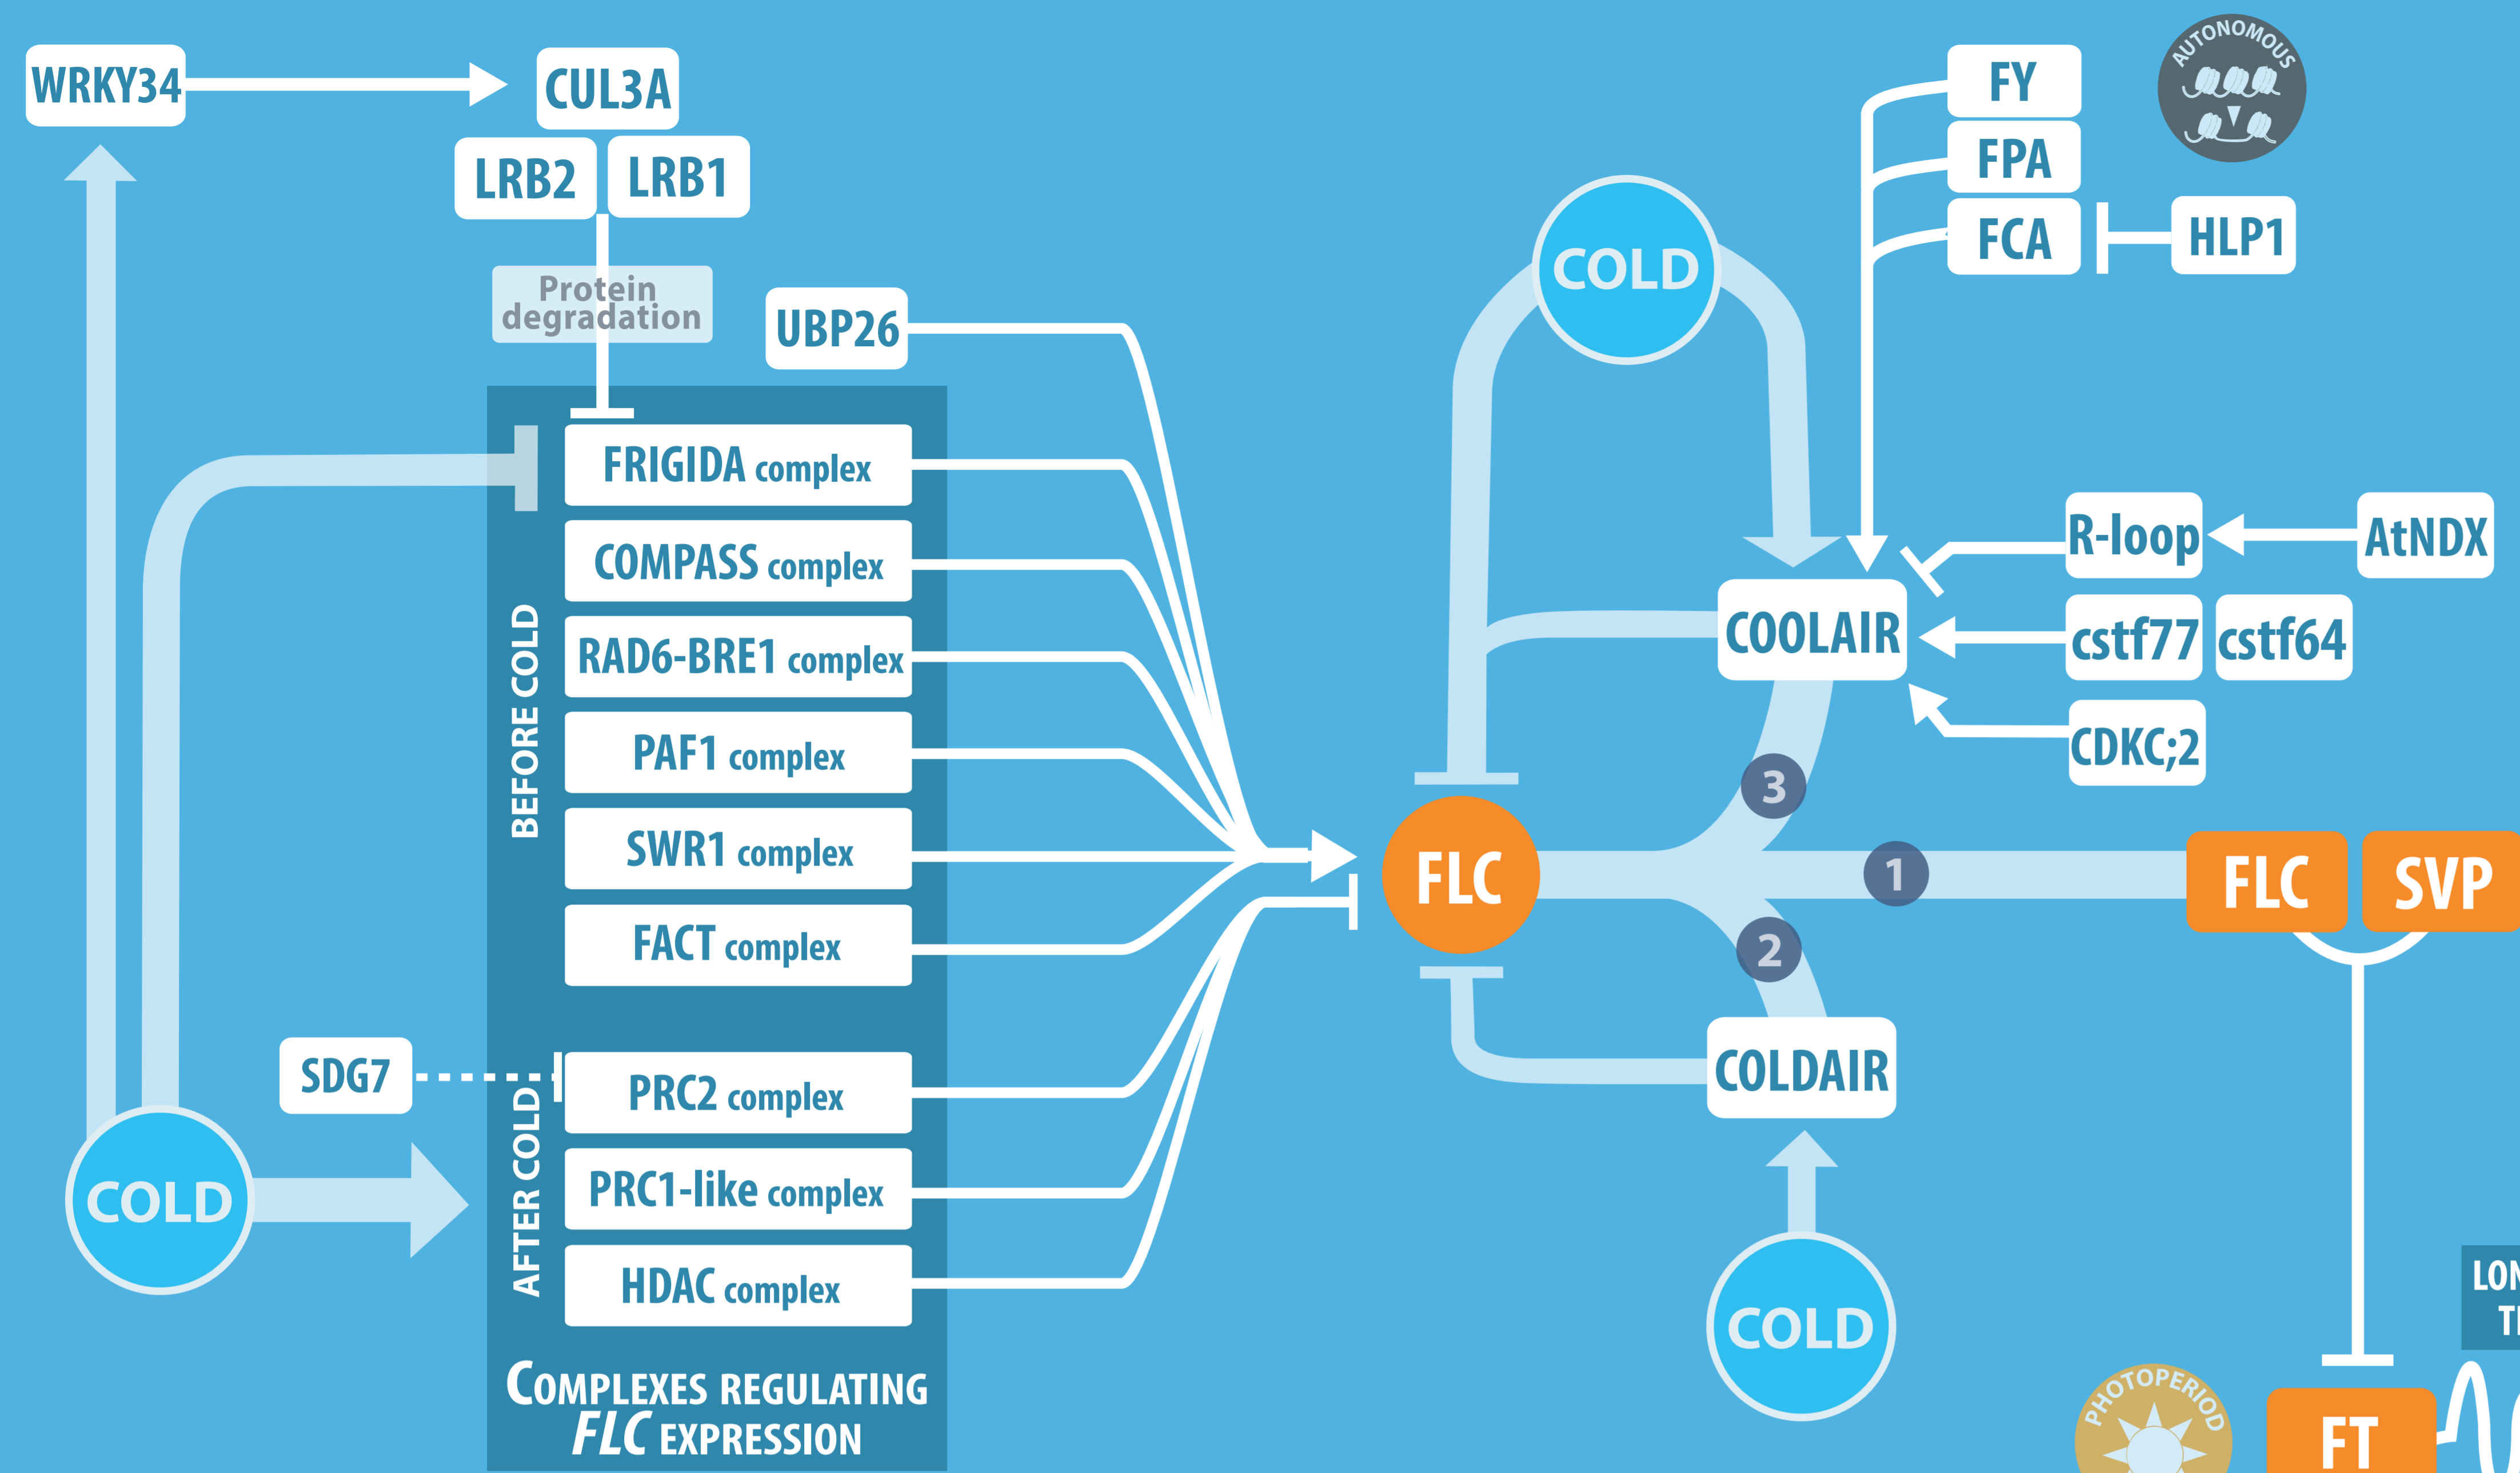 WRKY34
CUL3A
LRB2
LRB1
Protein
degradation
UBP26
BEFORE COLD
FRIGIDA complex
COMPASS complex
RAD6-BRE1 complex
PAF1 complex
SWR1 complex
FACT complex
SDG7
COLD
AFTER COLD
PRC2 complex
PRC1-like complex
HDAC complex
COMPLEXES REGULATING
FLC EXPRESSION
COLD
FY
FPA
FCA
HLP1
AUTONOMOUS
R-loop
AtNDX
COOLAIR
cstf77
cstf64
CDKC;2
3
FLC
1
FLC
SVP
2
COLDAIR
COLD
PHOTOPERIOD
FT